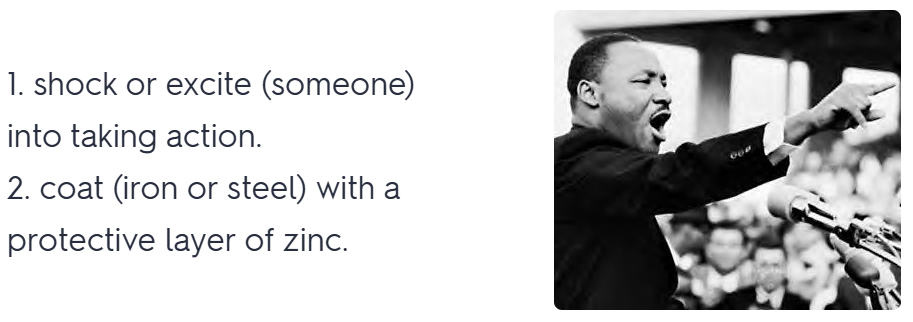 1. shock or excite (someone)
into taking action.
2. coat (iron or steel) with a
protective layer of zinc.